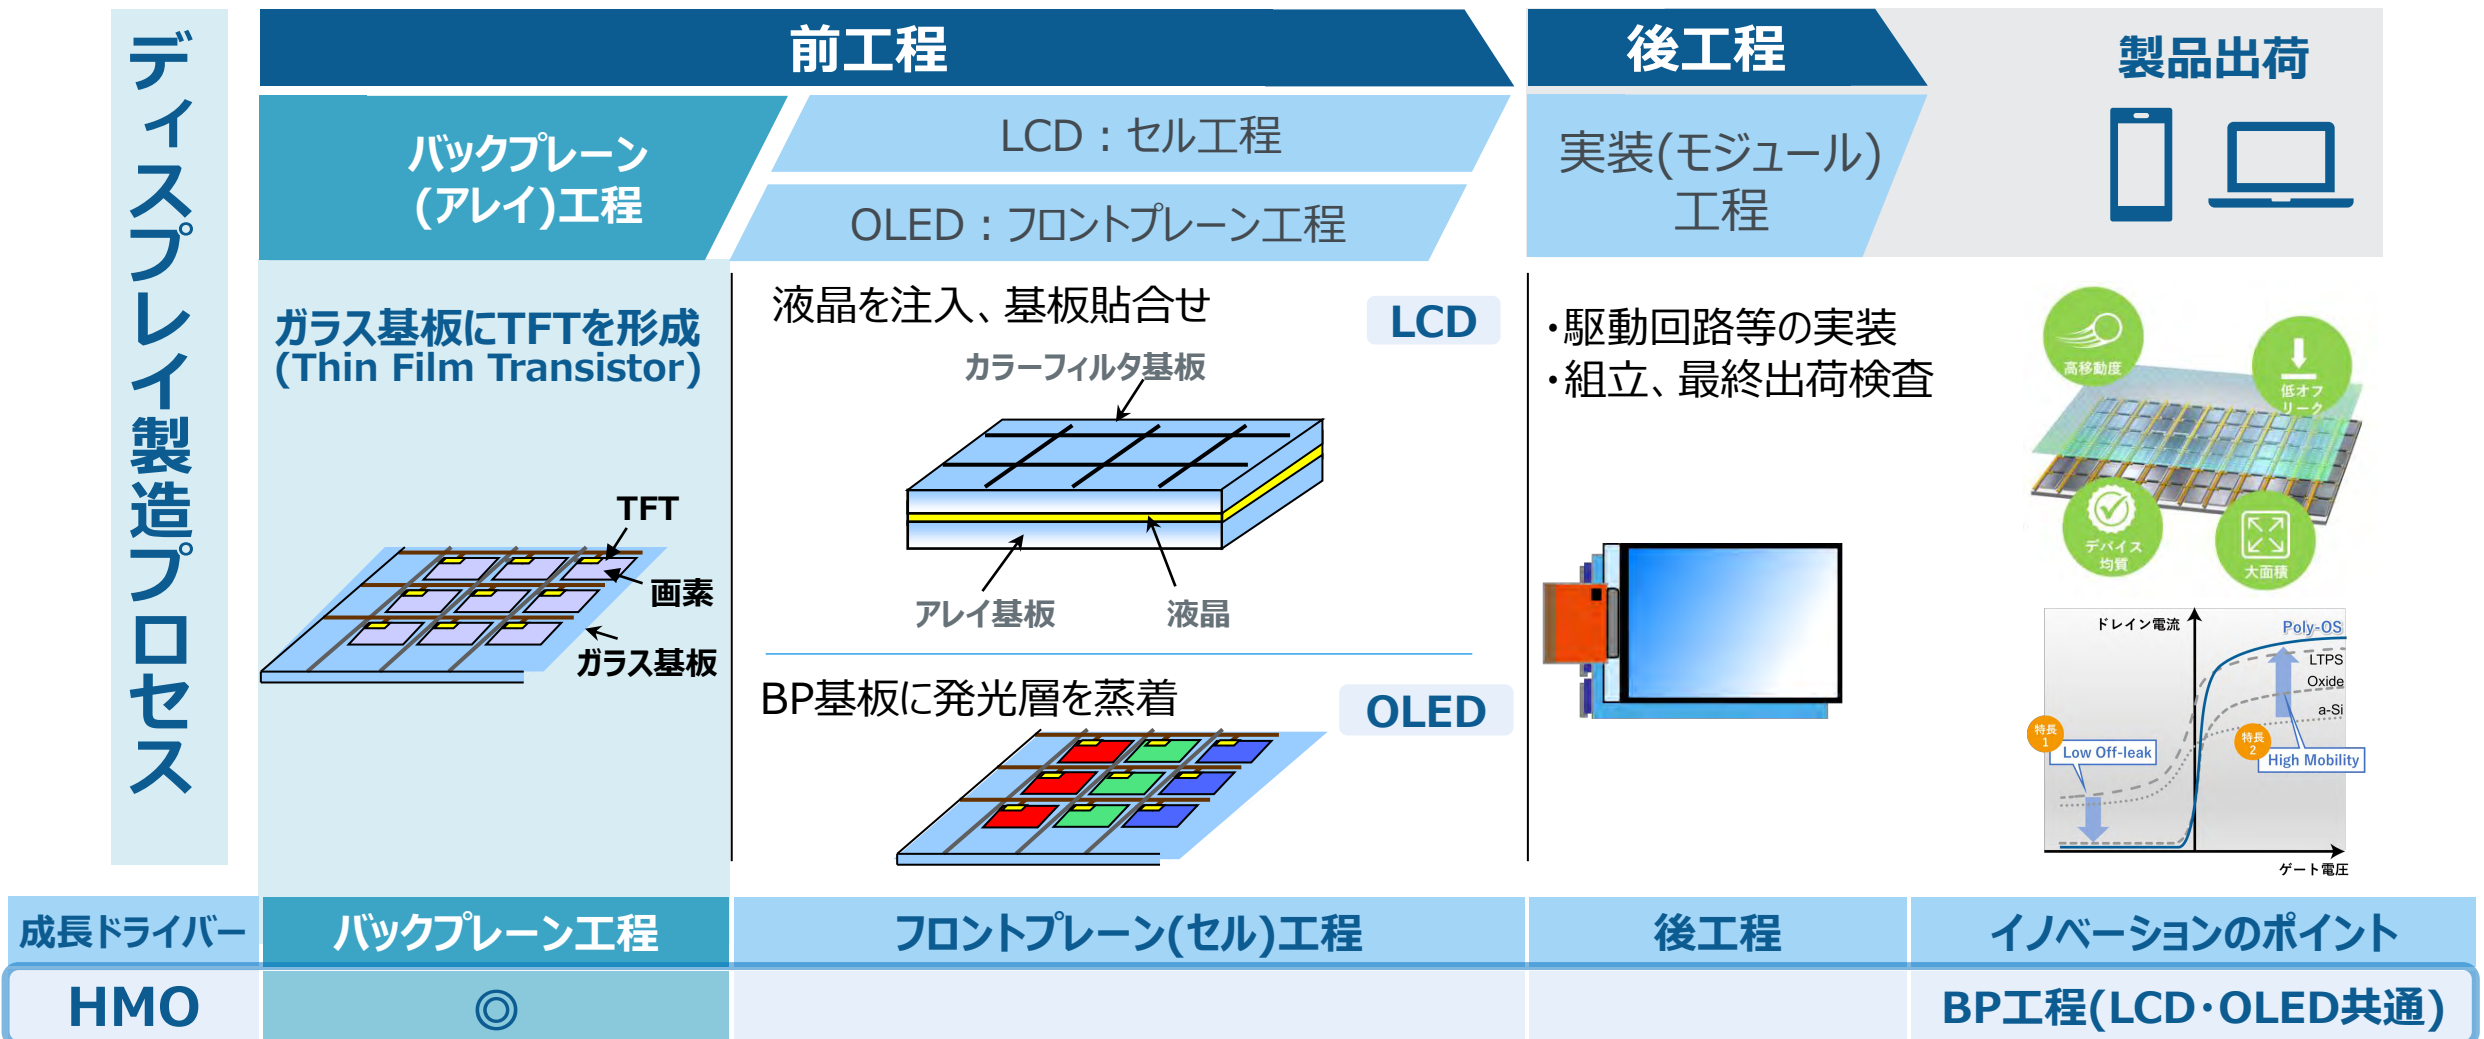 ディスプレイ製造プロセス
前工程
後工程
製品出荷
バックプレーン
(アレイ)工程
LCD：セル工程
OLED：フロントプレーン工程
実装(モジュール)
工程
ガラス基板にTFTを形成
(Thin Film Transistor)
TFT
画素
ガラス基板
液晶を注入、基板貼合せ
LCD
カラーフィルタ基板
アレイ基板
液晶
BP基板に発光層を蒸着
OLED
・駆動回路等の実装
・組立、最終出荷検査
高移動度
低オフ
リーク
デバイス
均質
大面積
ドレイン電流
Poly-OS
LTPS
Oxide
a-Si
特長
1
Low Off-leak
特長
2
High Mobility
ゲート電圧
成長ドライバー
バックプレーン工程
フロントプレーン(セル)工程
後工程
イノベーションのポイント
HMO
◎
BP工程(LCD・OLED共通)